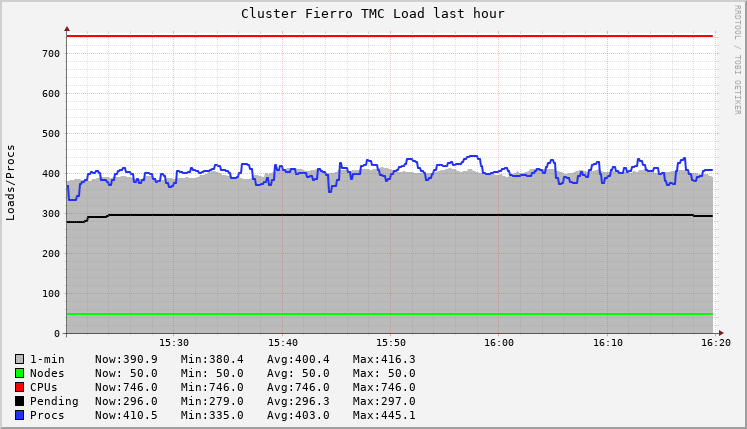 Cluster Fierro TMC Load last hour
RRDTOOL / TOBI OETIKER
Loads/Procs
700
600
500
400
300
200
100
0
15:30 15:40 15:50 16:00 16:10 16:20
1-min Now:390.9 Min:380.4 Avg:400.4 Max:416.3
Nodes Now: 50.0 Min: 50.0 Avg: 50.0 Max: 50.0
CPUs Now:746.0 Min:746.0 Avg:746.0 Max:746.0
Pending Now:296.0 Min:279.0 Avg:296.3 Max:297.0
Procs Now:410.5 Min:335.0 Avg:403.0 Max:445.1